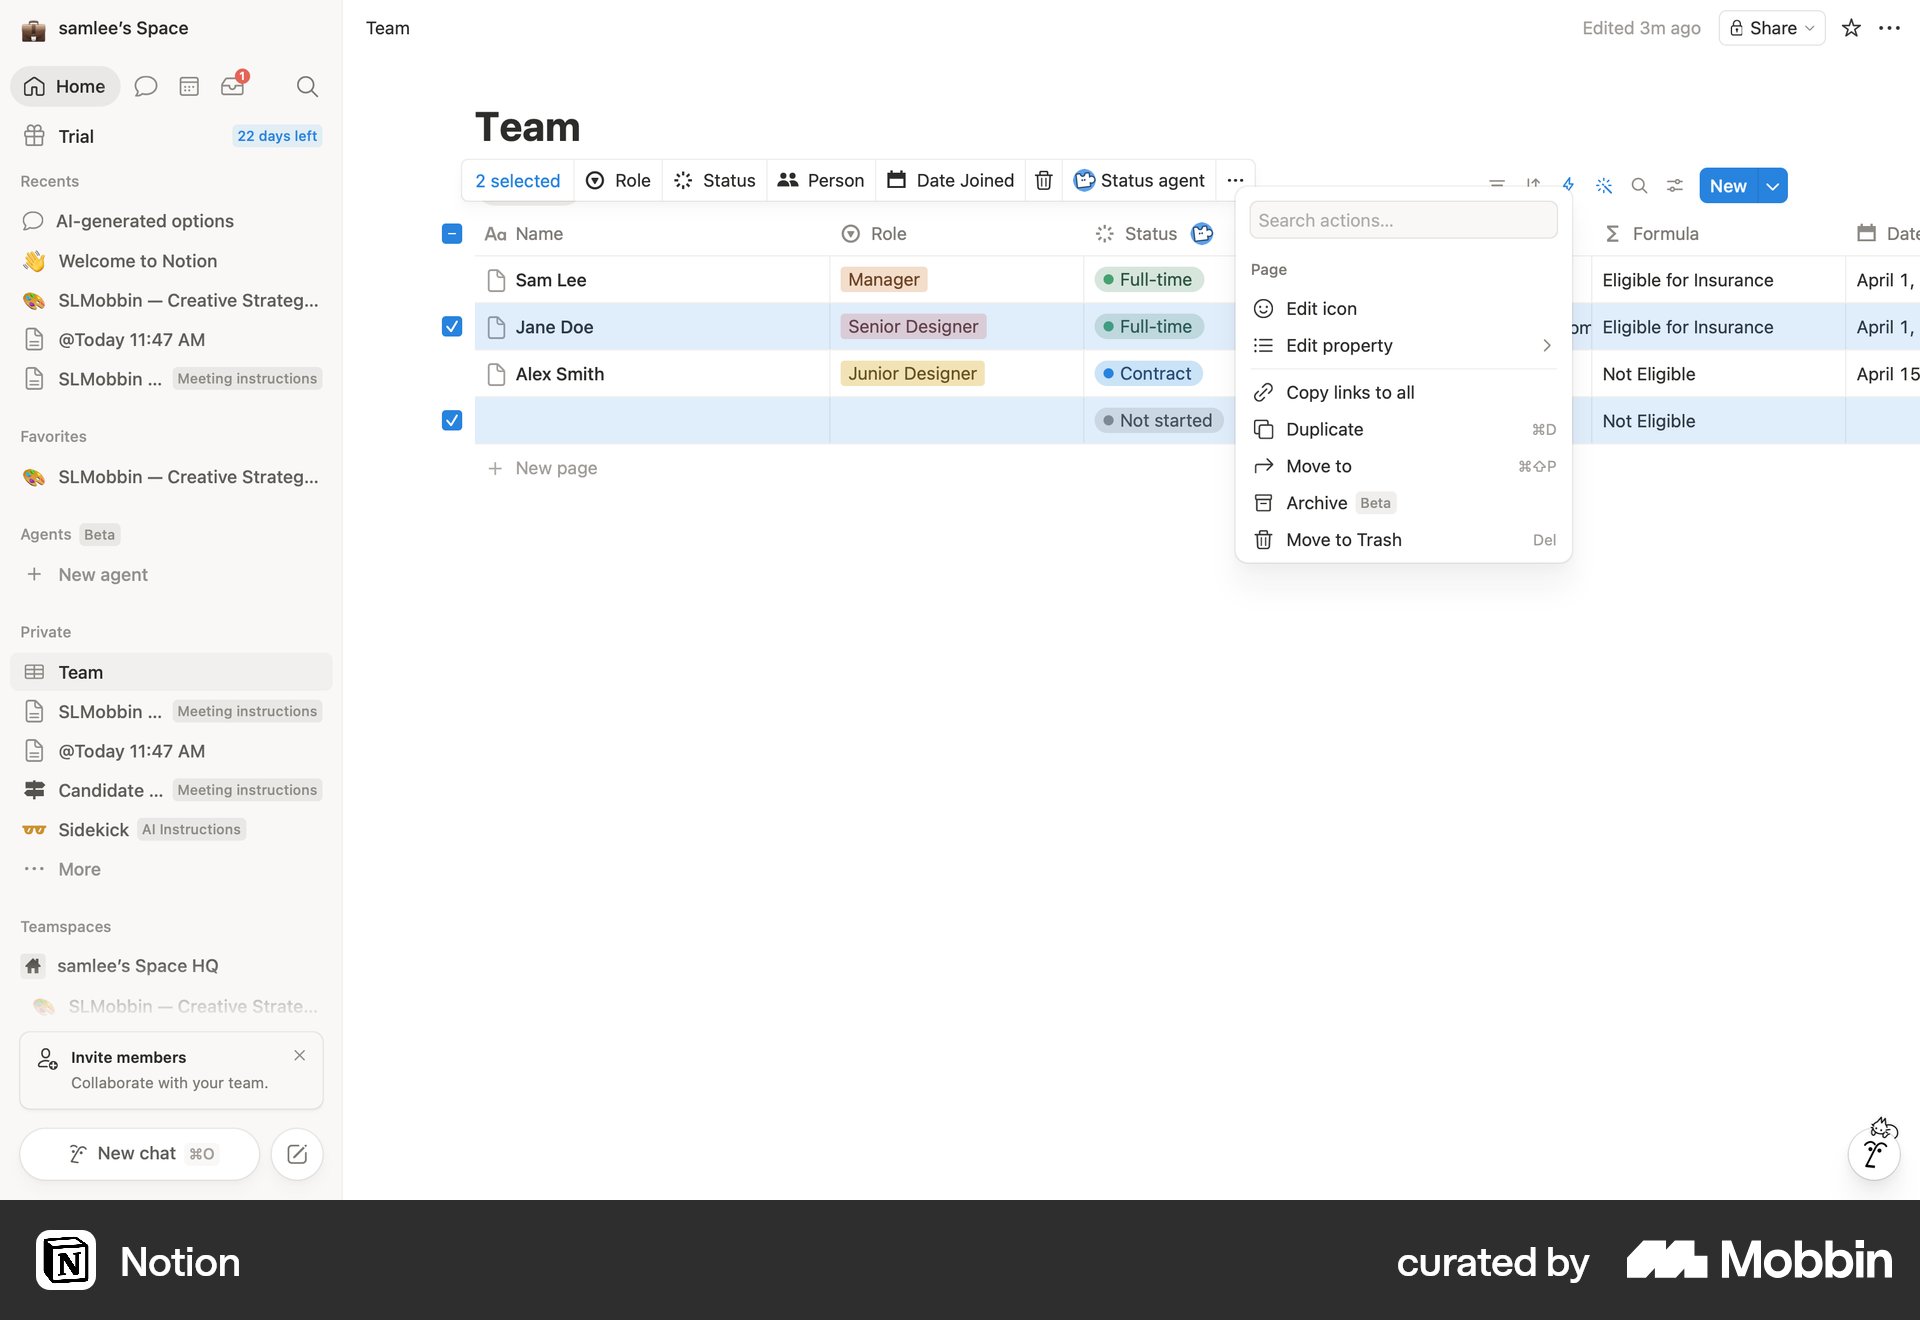 samlee's Space
Home
1
Trial
22 days left
Recents
AI-generated options
Welcome to Notion
SLMobbin — Creative Strateg...
@Today 11:47 AM
SLMobbin ... Meeting instructions
Favorites
SLMobbin — Creative Strateg...
Agents Beta
New agent
Private
Team
SLMobbin ... Meeting instructions
@Today 11:47 AM
Candidate ... Meeting instructions
Sidekick AI Instructions
More
Teamspaces
samlee's Space HQ
SLMobbin — Creative Strate...
Invite members
Collaborate with your team.
New chat ⌘O
Team
Edited 3m ago
Share
Team
2 selected Role Status Person Date Joined Status agent
New
Aa Name Role Status Formula Date
Sam Lee Manager Full-time Eligible for Insurance April 1,
Jane Doe Senior Designer Full-time om Eligible for Insurance April 1,
Alex Smith Junior Designer Contract Not Eligible April 15
Not started Not Eligible
New page
Search actions...
Page
Edit icon
Edit property
Copy links to all
Duplicate ⌘D
Move to ⌘⇧P
Archive Beta
Move to Trash Del
Notion
curated by Mobbin